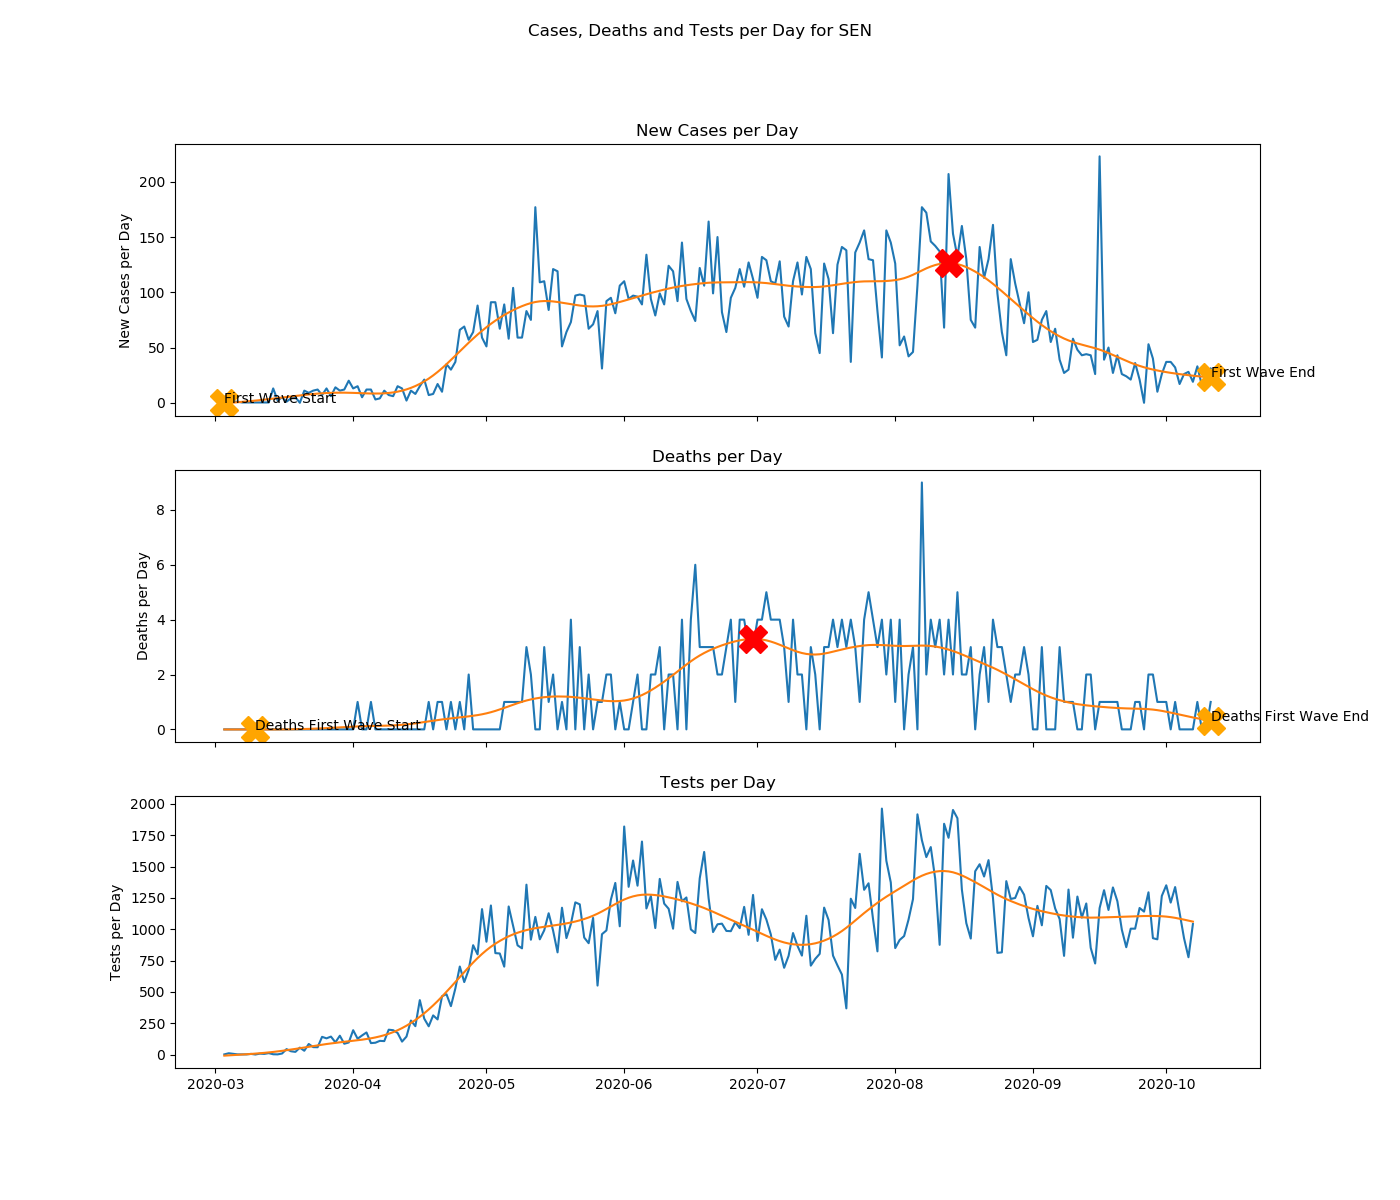 Cases, Deaths and Tests per Day for SEN
New Cases per Day
New Cases per Day
200
150
100
50
0
First Wave Start
First Wave End
Deaths per Day
Deaths per Day
8
6
4
2
0
Deaths First Wave Start
Deaths First Wave End
Tests per Day
Tests per Day
2000
1750
1500
1250
1000
750
500
250
0
2020-03 2020-04 2020-05 2020-06 2020-07 2020-08 2020-09 2020-10